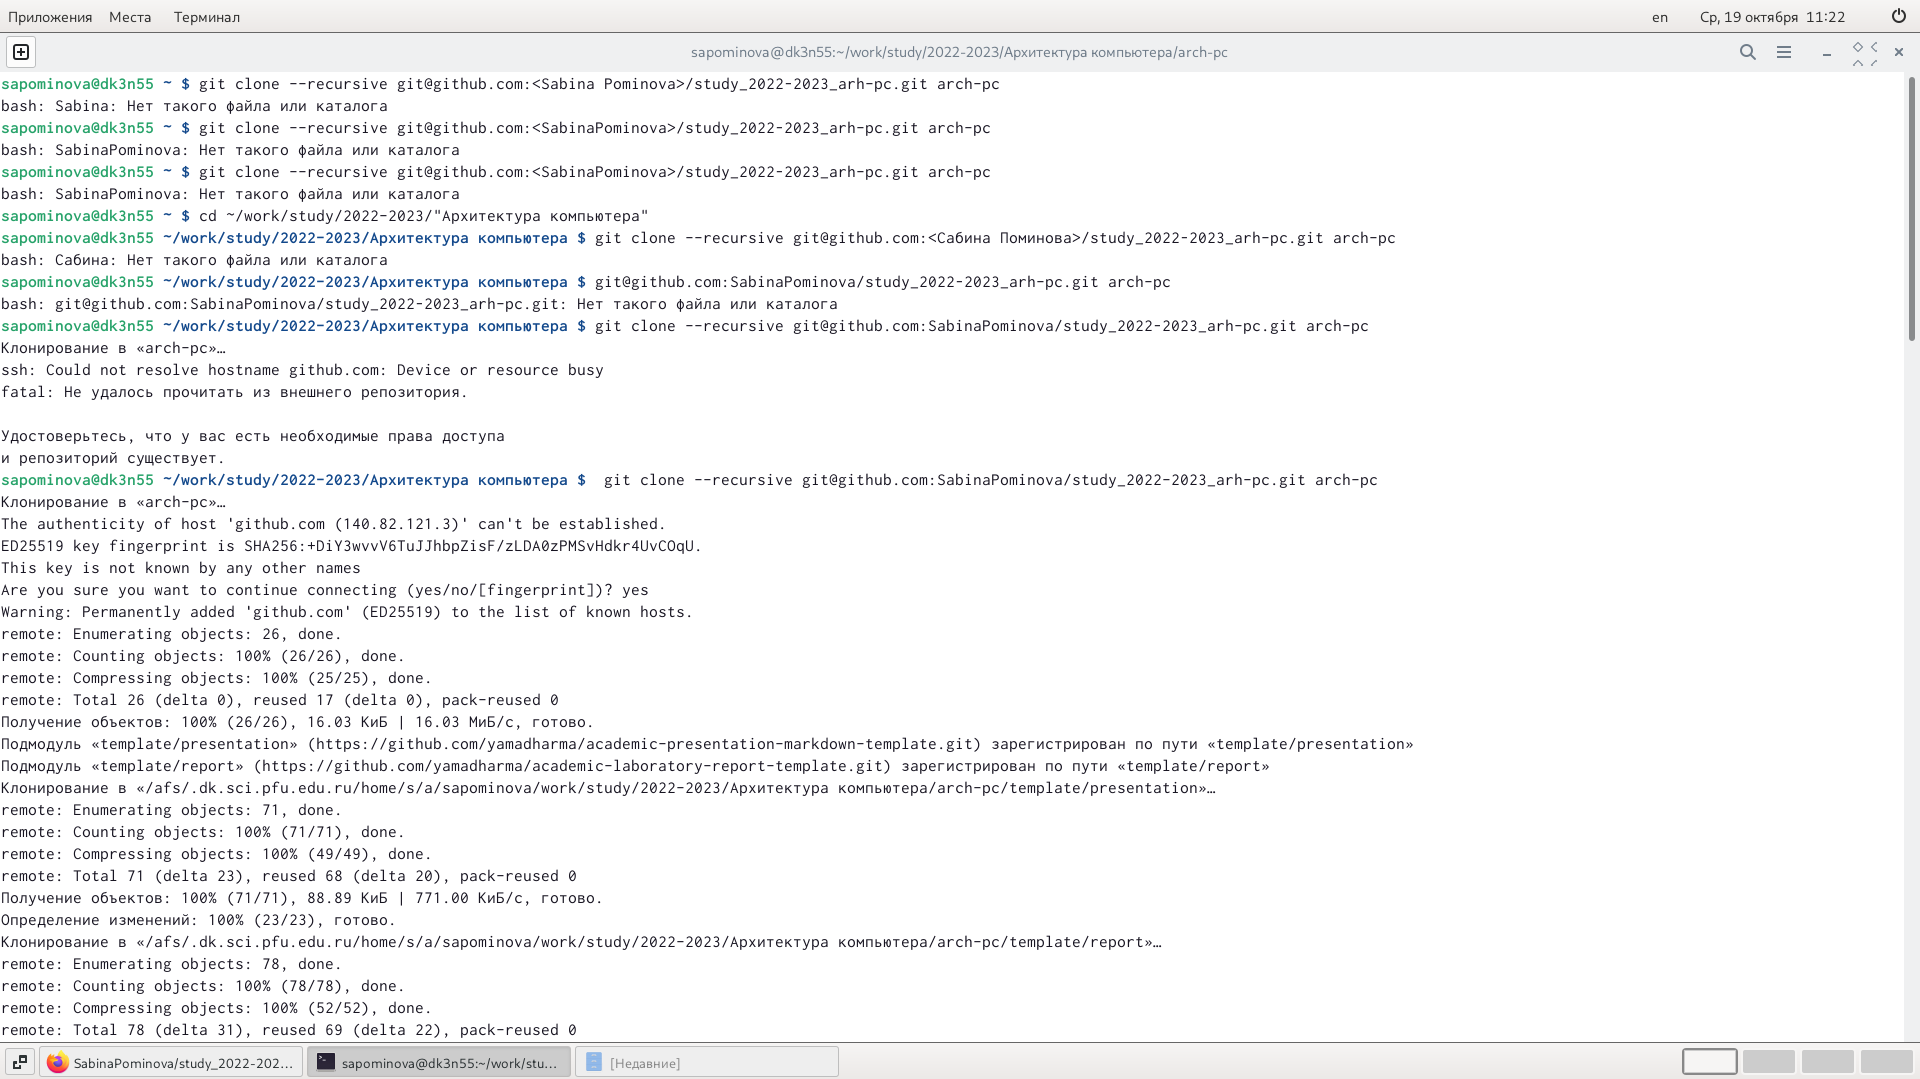 Приложения Места Терминал en Ср, 19 октября 11:22
sapominova@dk3n55:~/work/study/2022-2023/Архитектура компьютера/arch-pc
sapominova@dk3n55 ~ $ git clone --recursive git@github.com:<Sabina Pominova>/study_2022-2023_arh-pc.git arch-pc
bash: Sabina: Нет такого файла или каталога
sapominova@dk3n55 ~ $ git clone --recursive git@github.com:<SabinaPominova>/study_2022-2023_arh-pc.git arch-pc
bash: SabinaPominova: Нет такого файла или каталога
sapominova@dk3n55 ~ $ git clone --recursive git@github.com:<SabinaPominova>/study_2022-2023_arh-pc.git arch-pc
bash: SabinaPominova: Нет такого файла или каталога
sapominova@dk3n55 ~ $ cd ~/work/study/2022-2023/"Архитектура компьютера"
sapominova@dk3n55 ~/work/study/2022-2023/Архитектура компьютера $ git clone --recursive git@github.com:<Сабина Поминова>/study_2022-2023_arh-pc.git arch-pc
bash: Сабина: Нет такого файла или каталога
sapominova@dk3n55 ~/work/study/2022-2023/Архитектура компьютера $ git@github.com:SabinaPominova/study_2022-2023_arh-pc.git arch-pc
bash: git@github.com:SabinaPominova/study_2022-2023_arh-pc.git: Нет такого файла или каталога
sapominova@dk3n55 ~/work/study/2022-2023/Архитектура компьютера $ git clone --recursive git@github.com:SabinaPominova/study_2022-2023_arh-pc.git arch-pc
Клонирование в «arch-pc»…
ssh: Could not resolve hostname github.com: Device or resource busy
fatal: Не удалось прочитать из внешнего репозитория.
Удостоверьтесь, что у вас есть необходимые права доступа
и репозиторий существует.
sapominova@dk3n55 ~/work/study/2022-2023/Архитектура компьютера $  git clone --recursive git@github.com:SabinaPominova/study_2022-2023_arh-pc.git arch-pc
Клонирование в «arch-pc»…
The authenticity of host 'github.com (140.82.121.3)' can't be established.
ED25519 key fingerprint is SHA256:+DiY3wvvV6TuJJhbpZisF/zLDA0zPMSvHdkr4UvCOqU.
This key is not known by any other names
Are you sure you want to continue connecting (yes/no/[fingerprint])? yes
Warning: Permanently added 'github.com' (ED25519) to the list of known hosts.
remote: Enumerating objects: 26, done.
remote: Counting objects: 100% (26/26), done.
remote: Compressing objects: 100% (25/25), done.
remote: Total 26 (delta 0), reused 17 (delta 0), pack-reused 0
Получение объектов: 100% (26/26), 16.03 КиБ | 16.03 МиБ/с, готово.
Подмодуль «template/presentation» (https://github.com/yamadharma/academic-presentation-markdown-template.git) зарегистрирован по пути «template/presentation»
Подмодуль «template/report» (https://github.com/yamadharma/academic-laboratory-report-template.git) зарегистрирован по пути «template/report»
Клонирование в «/afs/.dk.sci.pfu.edu.ru/home/s/a/sapominova/work/study/2022-2023/Архитектура компьютера/arch-pc/template/presentation»…
remote: Enumerating objects: 71, done.
remote: Counting objects: 100% (71/71), done.
remote: Compressing objects: 100% (49/49), done.
remote: Total 71 (delta 23), reused 68 (delta 20), pack-reused 0
Получение объектов: 100% (71/71), 88.89 КиБ | 771.00 КиБ/с, готово.
Определение изменений: 100% (23/23), готово.
Клонирование в «/afs/.dk.sci.pfu.edu.ru/home/s/a/sapominova/work/study/2022-2023/Архитектура компьютера/arch-pc/template/report»…
remote: Enumerating objects: 78, done.
remote: Counting objects: 100% (78/78), done.
remote: Compressing objects: 100% (52/52), done.
remote: Total 78 (delta 31), reused 69 (delta 22), pack-reused 0
SabinaPominova/study_2022-202… sapominova@dk3n55:~/work/stu… [Недавние]